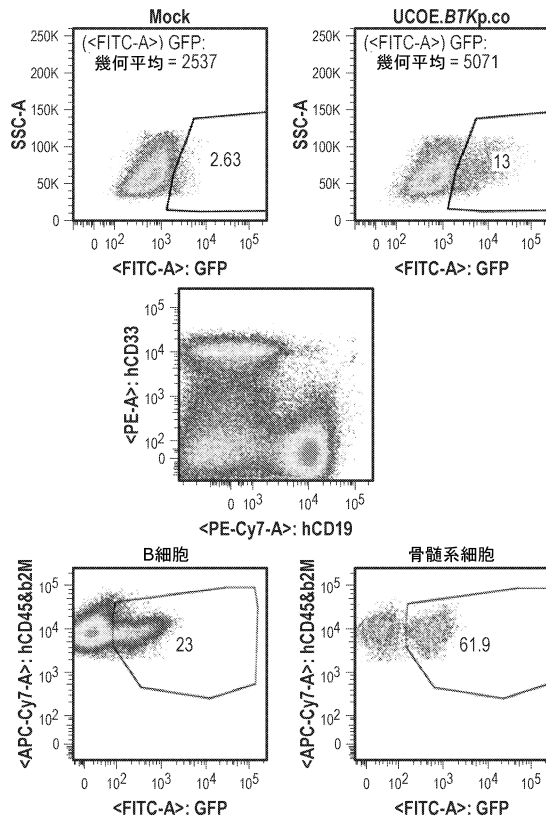 Mock
UCOE.BTKp.co
(<FITC-A>) GFP:
幾何平均 = 2537
(<FITC-A>) GFP:
幾何平均 = 5071
SSC-A
250K
200K
150K
100K
50K
0
2.63
0 10² 10³ 10⁴ 10⁵
<FITC-A>: GFP
SSC-A
250K
200K
150K
100K
50K
0
13
0 10² 10³ 10⁴ 10⁵
<FITC-A>: GFP
<PE-A>: hCD33
10⁵
10⁴
10³
10²
0
0 10³ 10⁴ 10⁵
<PE-Cy7-A>: hCD19
B細胞
骨髄系細胞
<APC-Cy7-A>: hCD45&b2M
10⁵
10⁴
10³
10²
0
23
0 10² 10³ 10⁴ 10⁵
<FITC-A>: GFP
<APC-Cy7-A>: hCD45&b2M
10⁵
10⁴
10³
10²
0
61.9
0 10² 10³ 10⁴ 10⁵
<FITC-A>: GFP